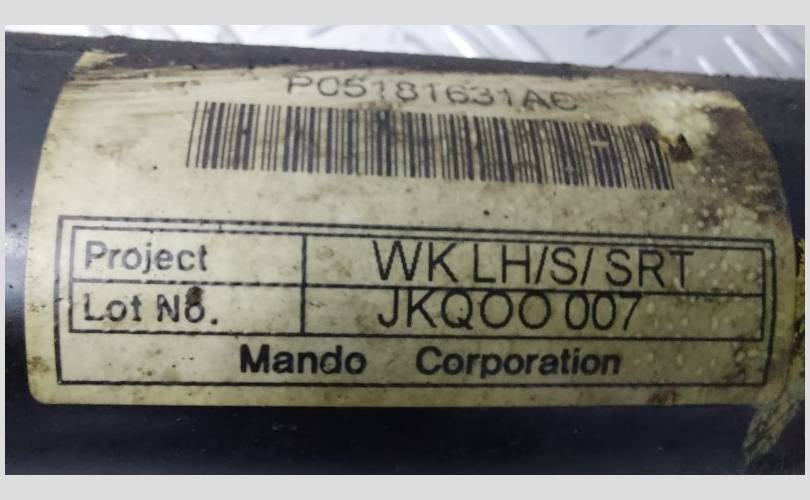 P05181631AC
Project WK LH/S/ SRT
Lot No. JKQOO 007
Mando Corporation